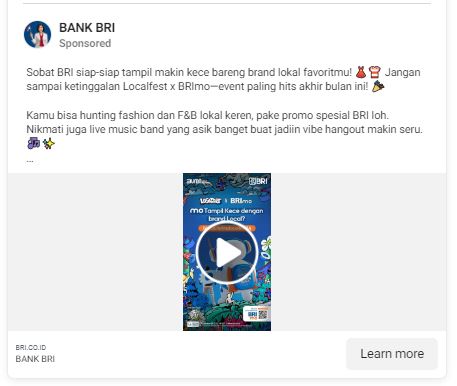 BANK BRI
Sponsored
Sobat BRI siap-siap tampil makin kece bareng brand lokal favoritmu! 👗👚 Jangan
sampai ketinggalan Localfest x BRImo—event paling hits akhir bulan ini! 🎉
Kamu bisa hunting fashion dan F&B lokal keren, pake promo spesial BRI loh.
Nikmati juga live music band yang asik banget buat jadiin vibe hangout makin seru.
🎶✨
...
BRI
BRImo
mo Tampil Kece dengan
brand Local?
BRI.CO.ID
BANK BRI
Learn more